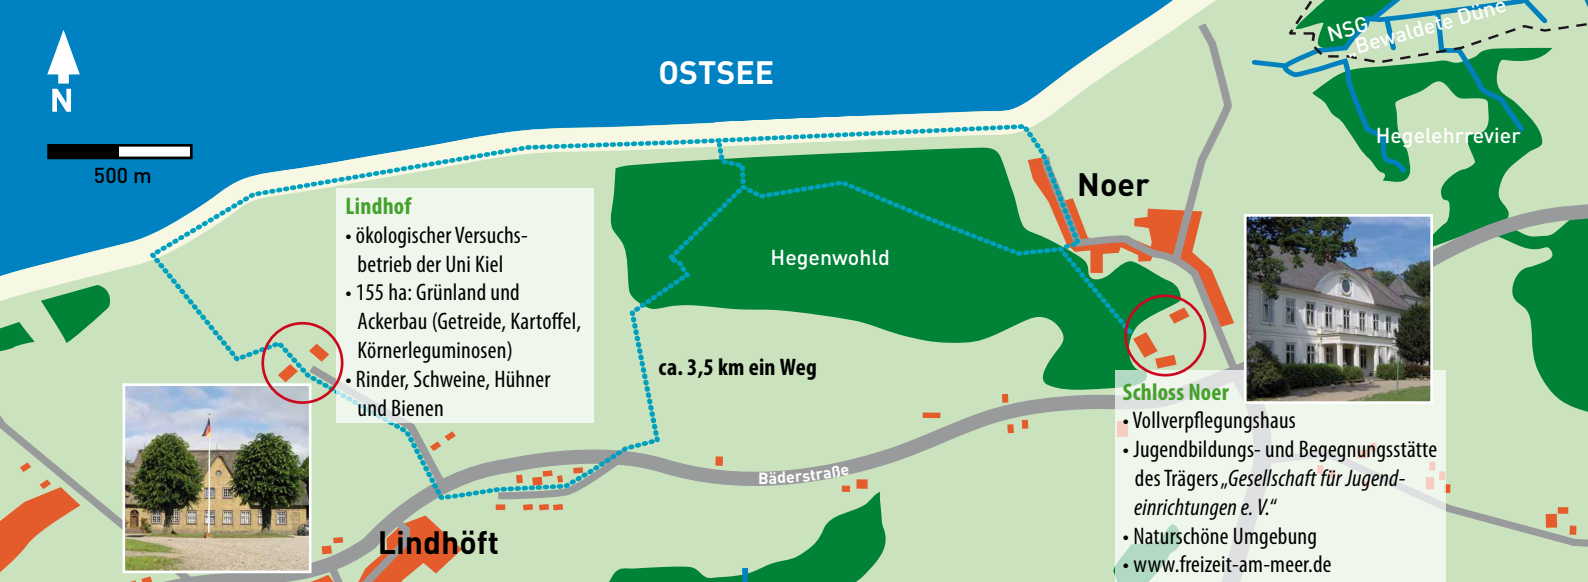 OSTSEE
N
500 m
NSG
„Bewaldete Düne
Hegelehrrevier
Noer
Lindhof
• ökologischer Versuchs-
betrieb der Uni Kiel
• 155 ha: Grünland und
Ackerbau (Getreide, Kartoffel,
Körnerleguminosen)
• Rinder, Schweine, Hühner
und Bienen
Hegenwohld
ca. 3,5 km ein Weg
Bäderstraße
Lindhöft
Schloss Noer
• Vollverpflegungshaus
• Jugendbildungs- und Begegnungsstätte
des Trägers „Gesellschaft für Jugend-
einrichtungen e. V.“
• Naturschöne Umgebung
• www.freizeit-am-meer.de